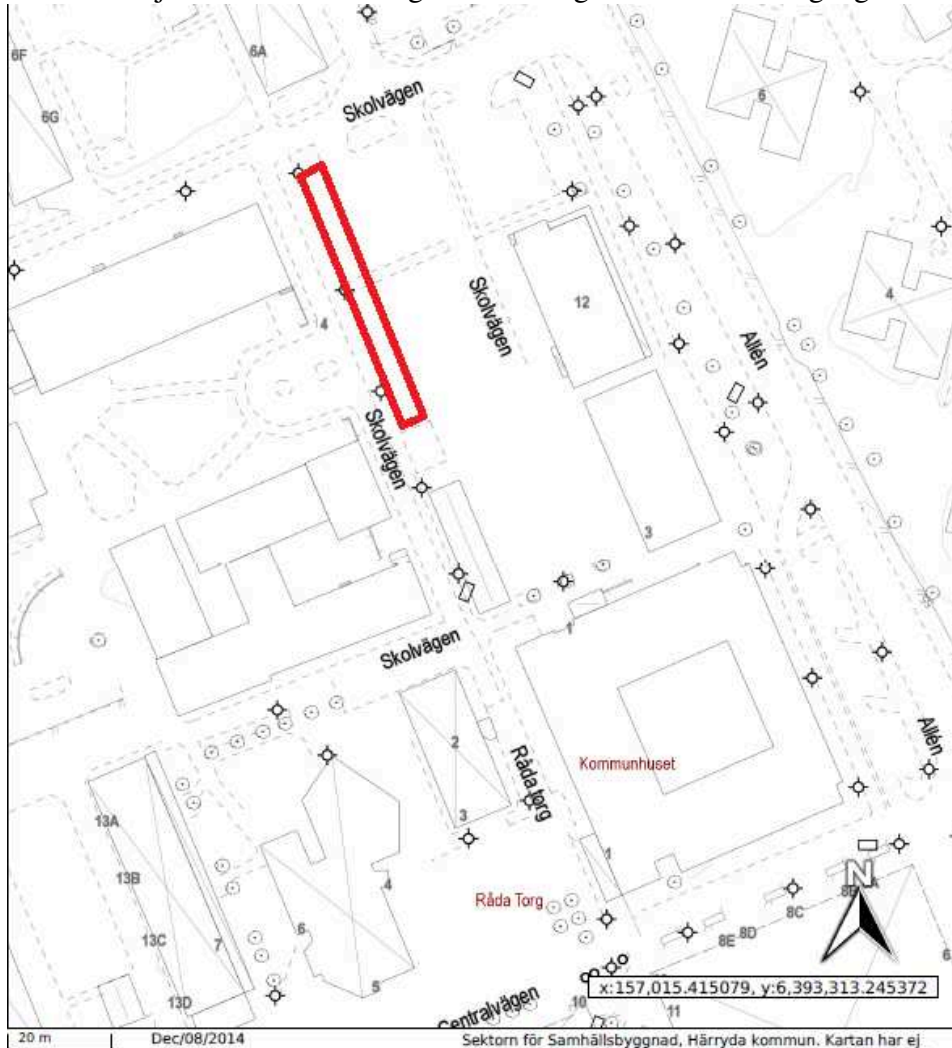 6F
6A
6G
Skolvägen
6
4
Skolvägen
12
4
Allén
Skolvägen
3
1
Skolvägen
Kommunhuset
Allén
2
Råda torg
3
13A
1
13B
4
Råda Torg
8C
13C
7
6
8D
8E
6
5
13D
x:157,015.415079, y:6,393,313.245372
Centralvägen
10
11
N
20 m
Dec/08/2014
Sektorn för Samhällsbyggnad, Härryda kommun. Kartan har ej